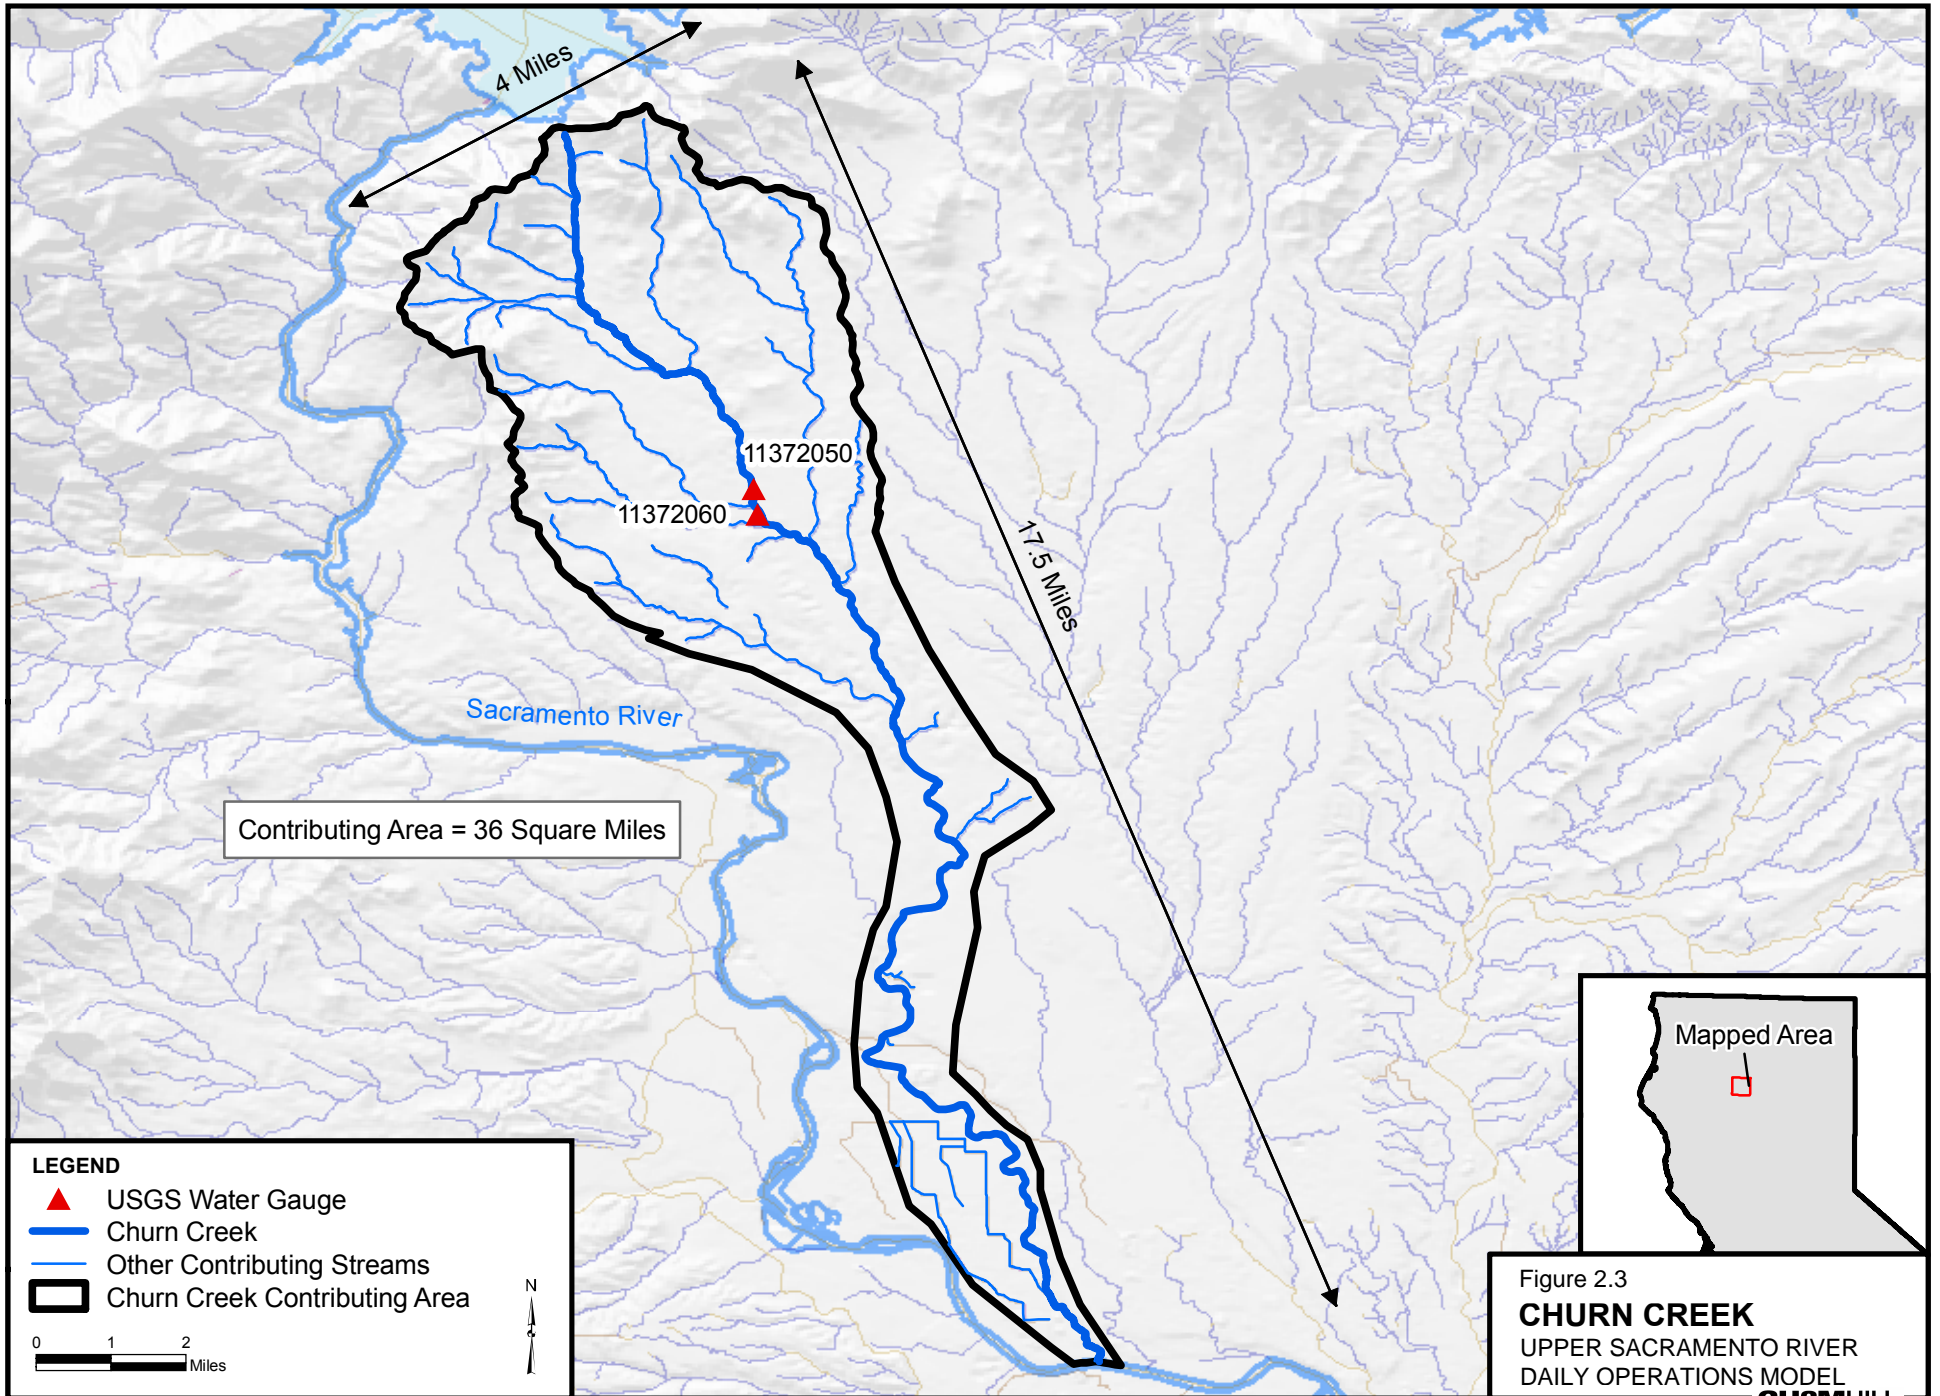 4 Miles
11372050
11372060
17.5 Miles
Sacramento River
Contributing Area = 36 Square Miles
Mapped Area
LEGEND
USGS Water Gauge
Churn Creek
Other Contributing Streams
Churn Creek Contributing Area
N
0 1 2
Miles
Figure 2.3
CHURN CREEK
UPPER SACRAMENTO RIVER
DAILY OPERATIONS MODEL